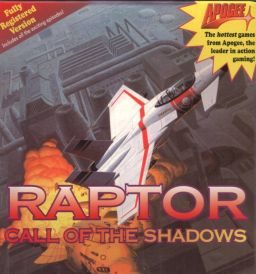 Fully
Registered
Version
Includes all the exciting episodes!
APOGEE
The hottest games
from Apogee, the
leader in action
gaming!
RAPTOR
CALL OF THE SHADOWS